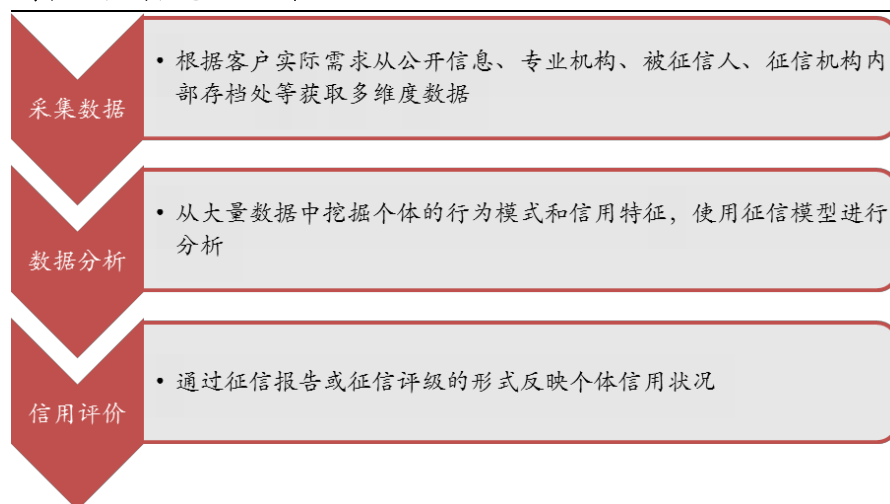 采集数据
• 根据客户实际需求从公开信息、专业机构、被征信人、征信机构内
部存档处等获取多维度数据
数据分析
• 从大量数据中挖掘个体的行为模式和信用特征，使用征信模型进行
分析
信用评价
• 通过征信报告或征信评级的形式反映个体信用状况